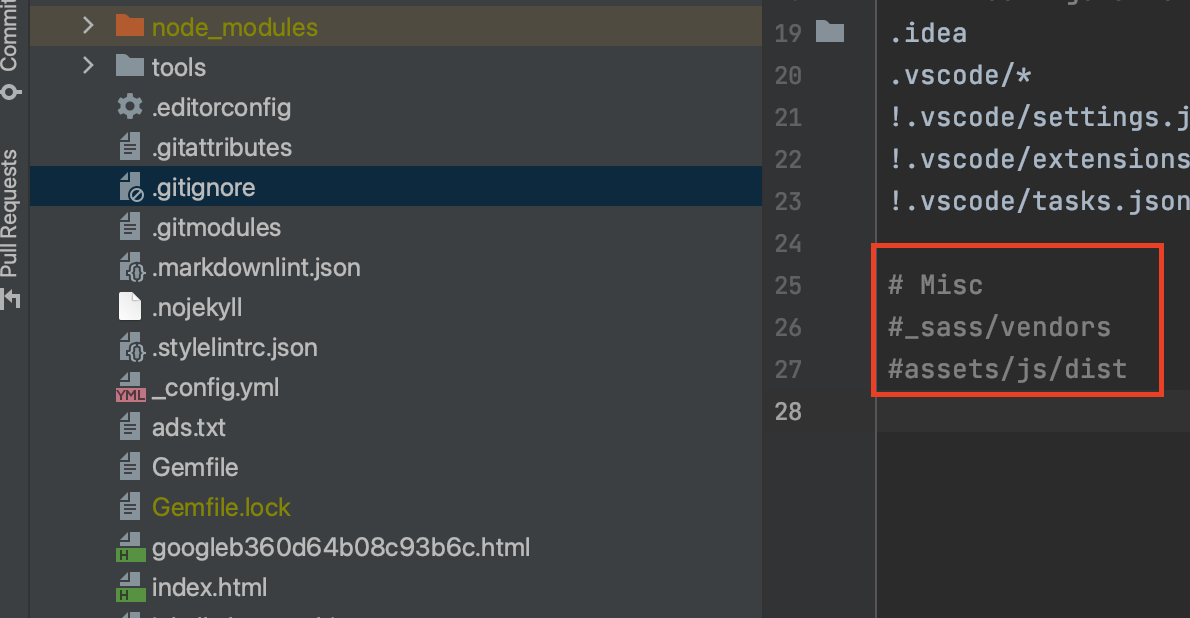 Commit
Pull Requests
node_modules
tools
.editorconfig
.gitattributes
.gitignore
.gitmodules
.markdownlint.json
.nojekyll
.stylelintrc.json
YML _config.yml
ads.txt
Gemfile
Gemfile.lock
H googleb360d64b08c93b6c.html
H index.html
19 .idea
20 .vscode/*
21 !.vscode/settings.j
22 !.vscode/extensions
23 !.vscode/tasks.json
24
25 # Misc
26 #_sass/vendors
27 #assets/js/dist
28